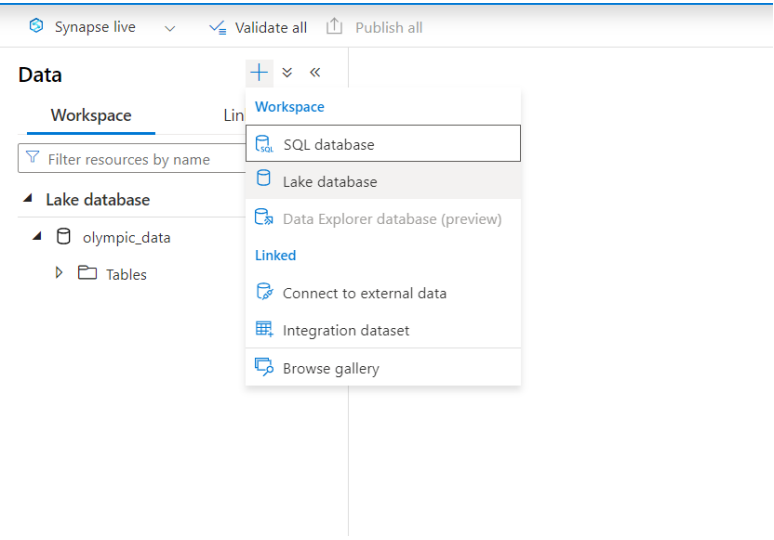 Synapse live
Validate all
Publish all
Data
Workspace
Lin
Filter resources by name
Lake database
olympic_data
Tables
Workspace
SQL database
Lake database
Data Explorer database (preview)
Linked
Connect to external data
Integration dataset
Browse gallery